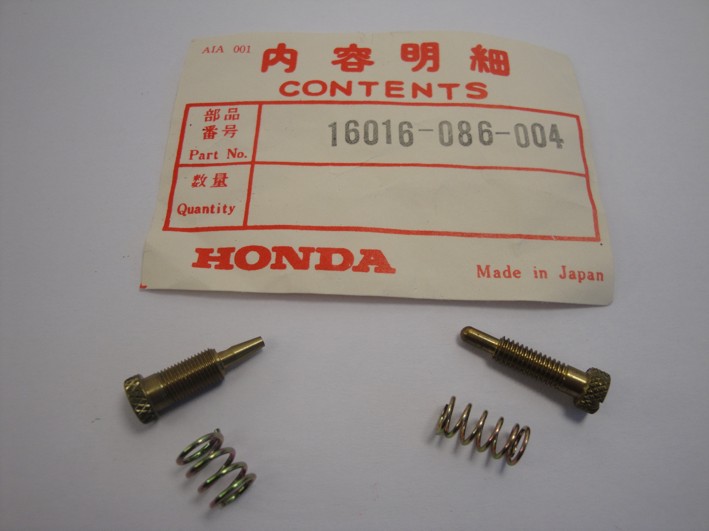 AIA 001
内容明細
CONTENTS
部品
番号
Part No.
16016-086-004
数量
Quantity
HONDA
Made in Japan